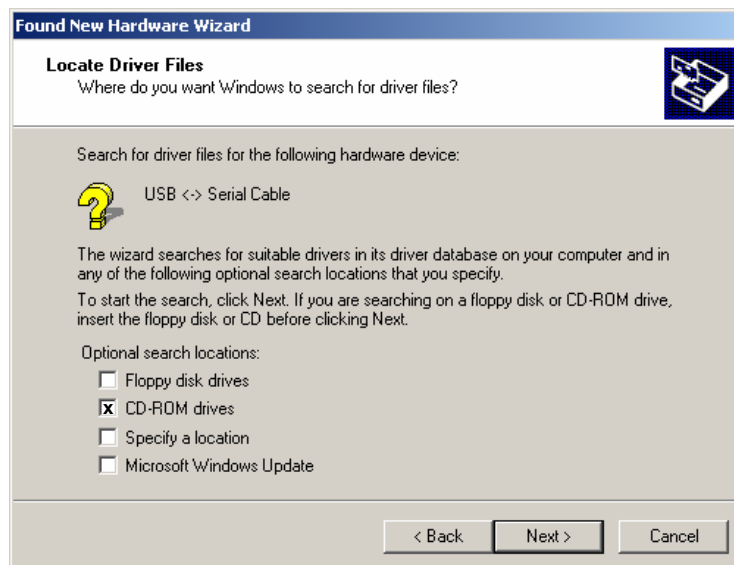 Found New Hardware Wizard
Locate Driver Files
Where do you want Windows to search for driver files?
Search for driver files for the following hardware device:
USB <-> Serial Cable
The wizard searches for suitable drivers in its driver database on your computer and in
any of the following optional search locations that you specify.
To start the search, click Next. If you are searching on a floppy disk or CD-ROM drive,
insert the floppy disk or CD before clicking Next.
Optional search locations:
Floppy disk drives
CD-ROM drives
Specify a location
Microsoft Windows Update
< Back Next > Cancel